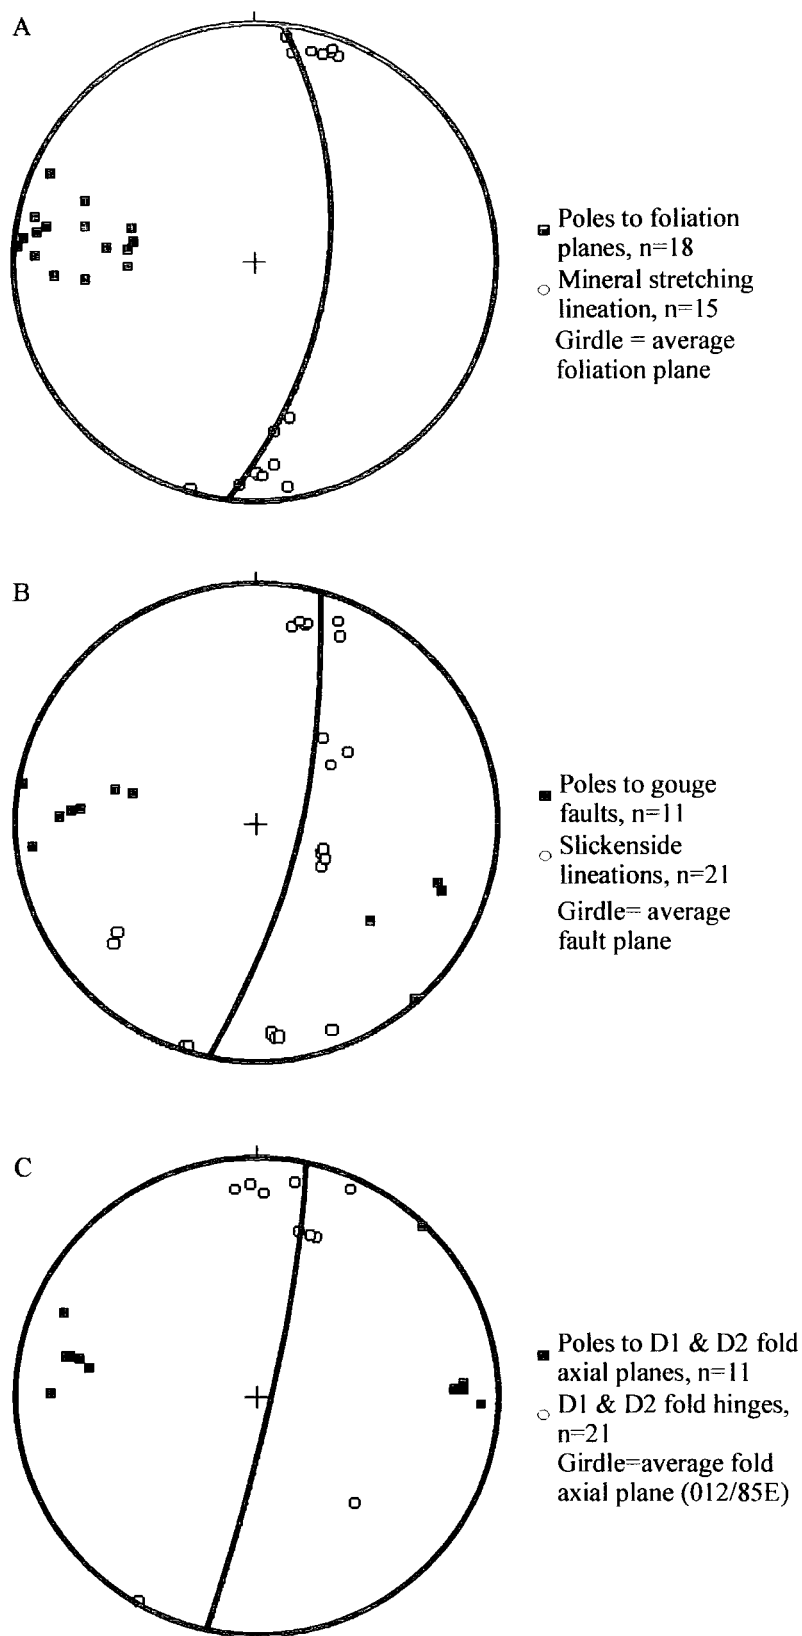 A
Poles to foliation
planes, n=18
Mineral stretching
lineation, n=15
Girdle = average
foliation plane
B
Poles to gouge
faults, n=11
Slickenside
lineations, n=21
Girdle= average
fault plane
C
Poles to D1 & D2 fold
axial planes, n=11
D1 & D2 fold hinges,
n=21
Girdle=average fold
axial plane (012/85E)